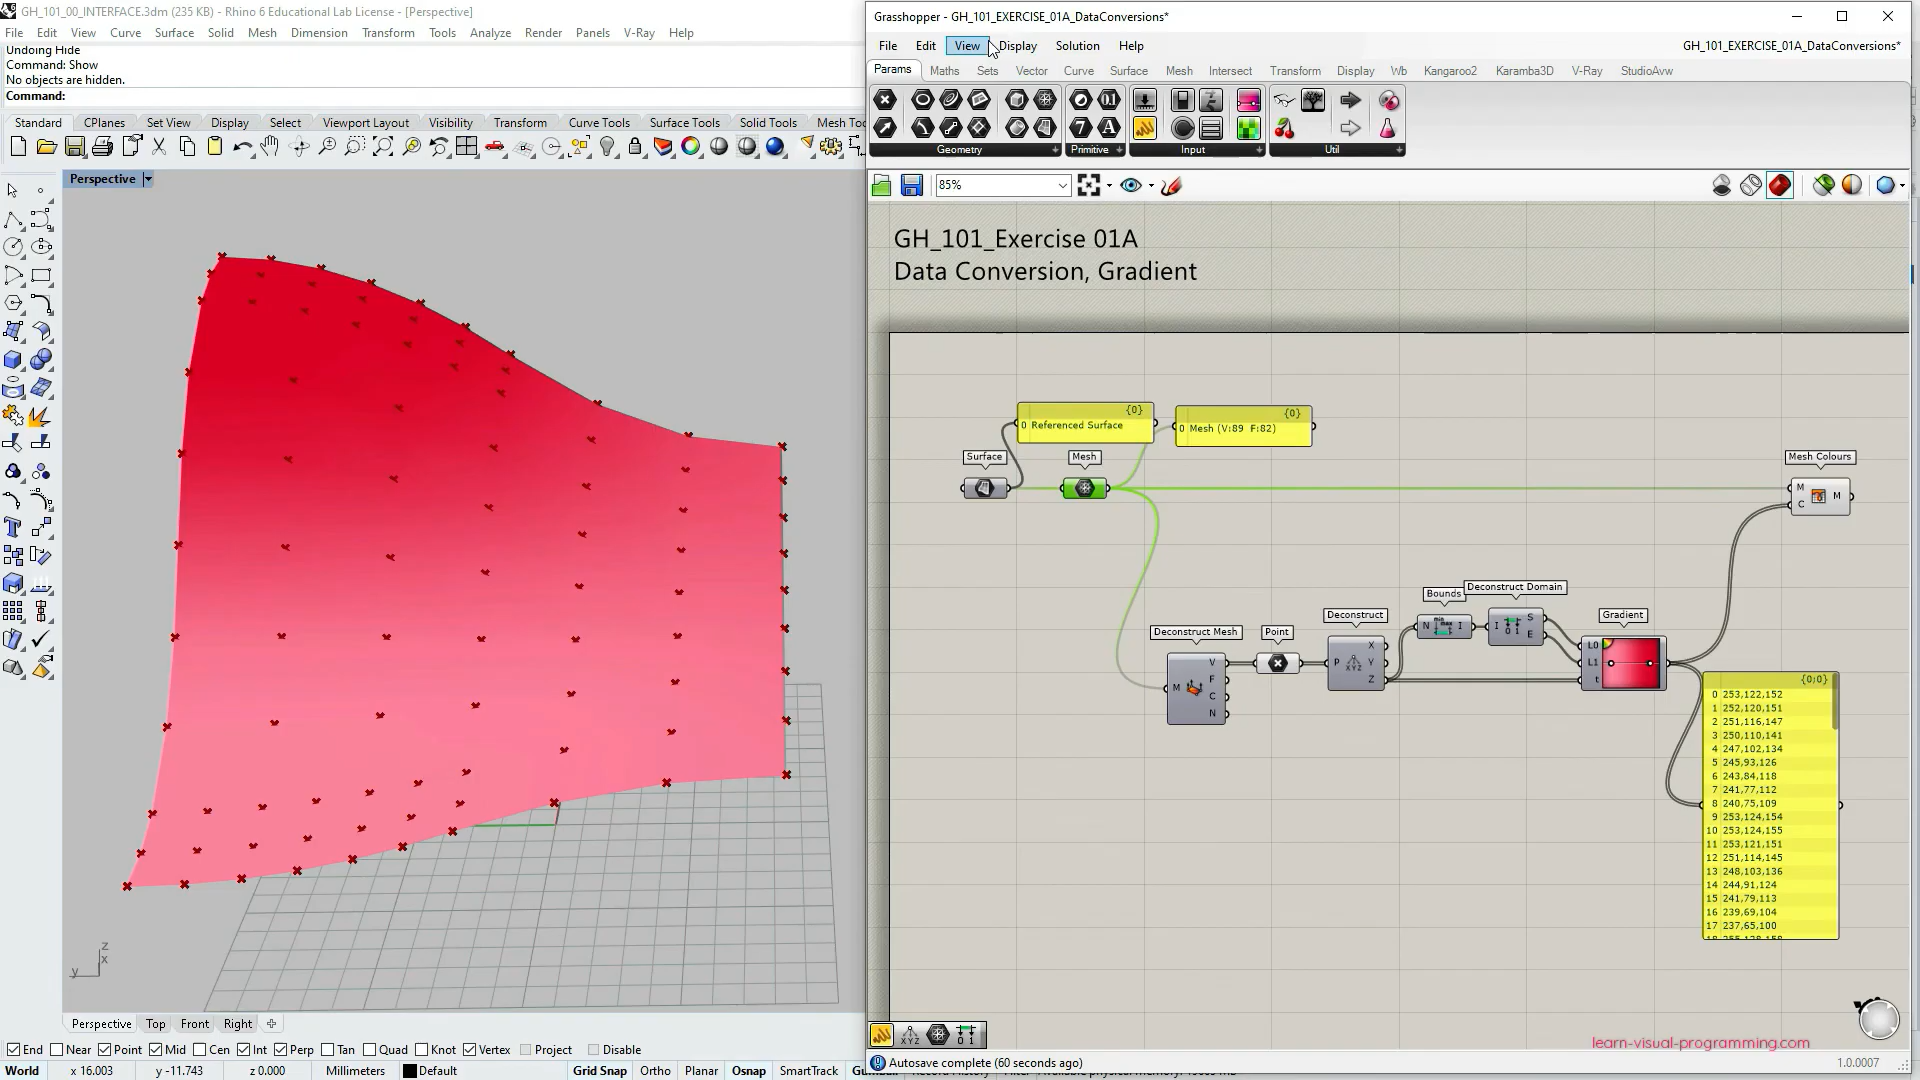 GH_101_00_INTERFACE.3dm (235 KB) - Rhino 6 Educational Lab License - [Perspective]
File Edit View Curve Surface Solid Mesh Dimension Transform Tools Analyze Render Panels V-Ray Help
Undoing Hide
Command: Show
No objects are hidden.
Command:
Standard CPlanes Set View Display Select Viewport Layout Visibility Transform Curve Tools Surface Tools Solid Tools Mesh Too
Perspective
z
x
y
Perspective Top Front Right
End Near Point Mid Cen Int Perp Tan Quad Knot Vertex Project Disable
World x 16.003 y -11.743 z 0.000 Millimeters Default Grid Snap Ortho Planar Osnap SmartTrack
Grasshopper - GH_101_EXERCISE_01A_DataConversions*
File Edit View Display Solution Help GH_101_EXERCISE_01A_DataConversions*
Params Maths Sets Vector Curve Surface Mesh Intersect Transform Display Wb Kangaroo2 Karamba3D V-Ray StudioAvw
Geometry Primitive Input Util
85%
GH_101_Exercise 01A
Data Conversion, Gradient
{0}
0 Referenced Surface
{0}
0 Mesh (V:89 F:82)
Surface Mesh Mesh Colours
M C M
Deconstruct Mesh Point Deconstruct Bounds Deconstruct Domain Gradient
M V F C N
P X Y Z
N I
I S E
L0 L1 t
{0;0}
0 253,122,152
1 252,120,151
2 251,116,147
3 250,110,141
4 247,102,134
5 245,93,126
6 243,84,118
7 241,77,112
8 240,75,109
9 253,124,154
10 253,124,155
11 253,121,151
12 251,114,145
13 248,103,136
14 244,91,124
15 241,79,113
16 239,69,104
17 237,65,100
learn-visual-programming.com
Autosave complete (60 seconds ago) 1.0.0007